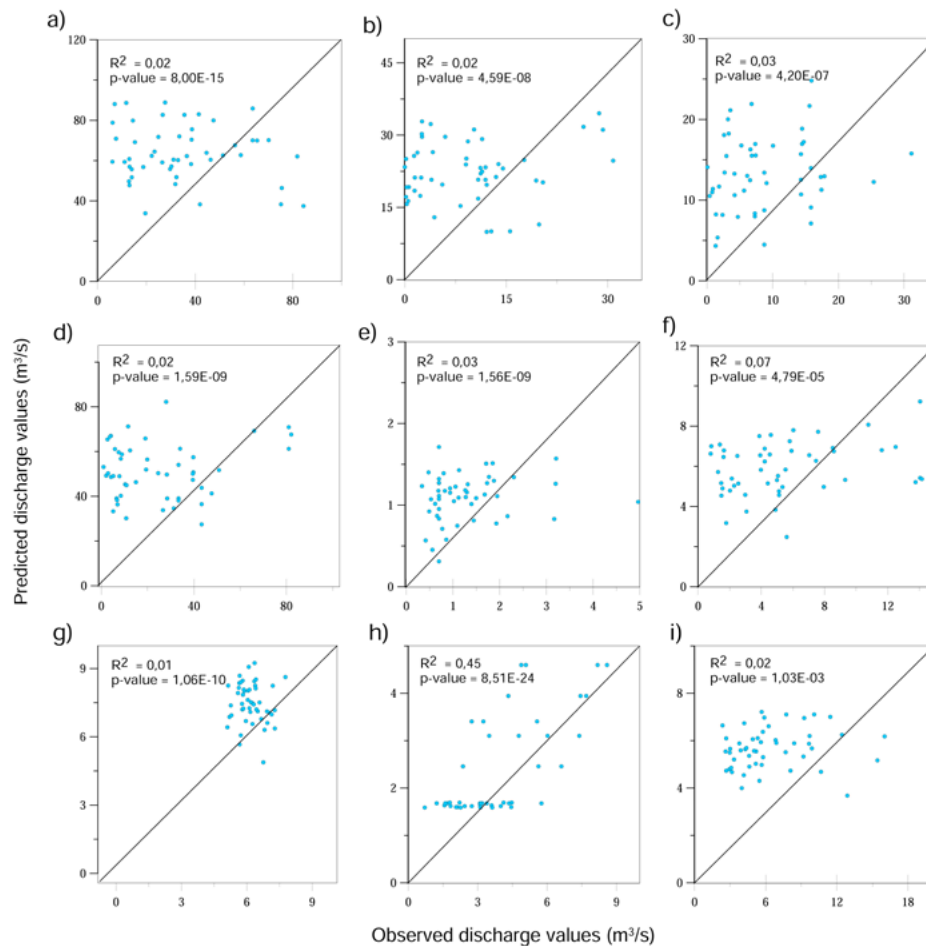 a)
R² = 0,02
p-value = 8,00E-15
120
80
40
0
0
40
80
b)
R² = 0,02
p-value = 4,59E-08
45
30
15
0
0
15
30
c)
R² = 0,03
p-value = 4,20E-07
30
20
10
0
0
10
20
31
d)
R² = 0,02
p-value = 1,59E-09
80
40
0
0
40
80
e)
R² = 0,03
p-value = 1,56E-09
3
2
1
0
0
1
2
3
4
5
f)
R² = 0,07
p-value = 4,79E-05
12
8
4
0
0
4
8
12
g)
R² = 0,01
p-value = 1,06E-10
9
6
3
0
0
3
6
9
h)
R² = 0,45
p-value = 8,51E-24
4
2
0
0
3
6
9
i)
R² = 0,02
p-value = 1,03E-03
8
4
0
0
6
12
18
Predicted discharge values (m³/s)
Observed discharge values (m³/s)